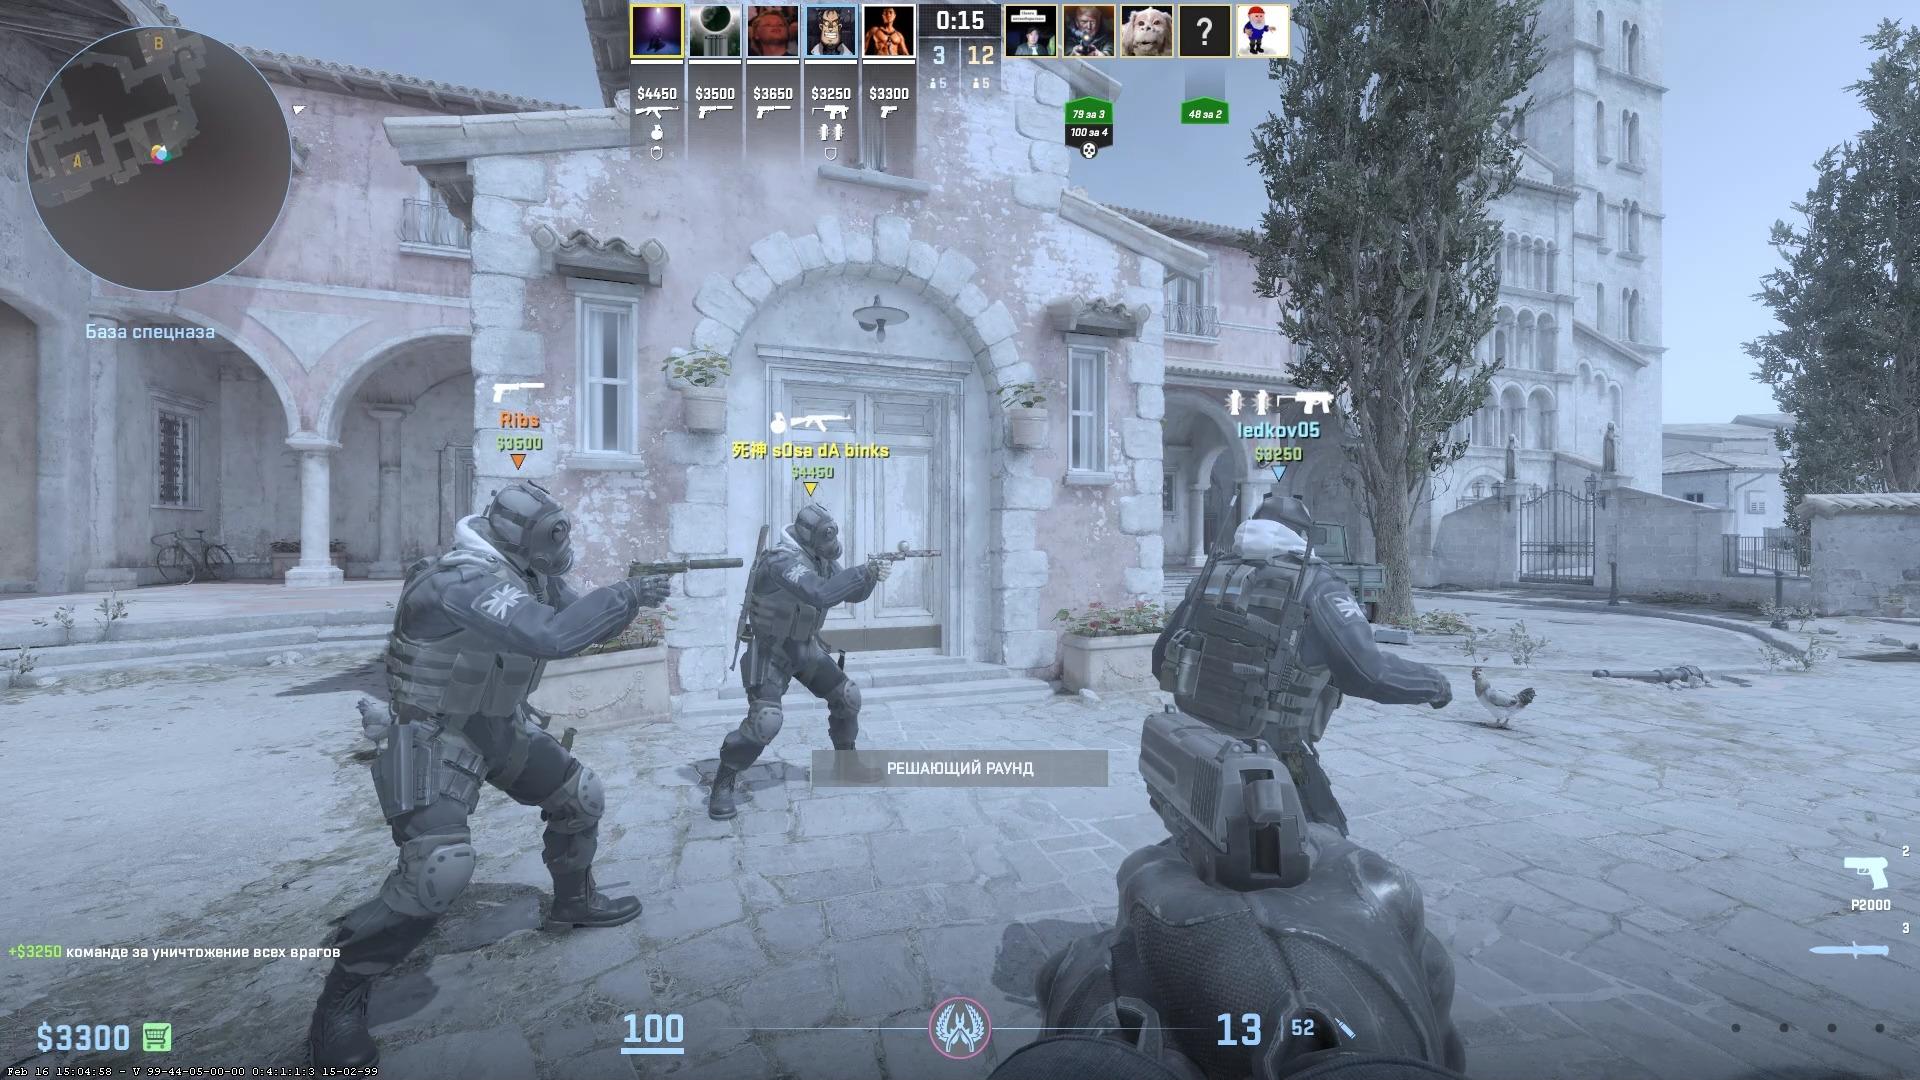 0:15
3 12
5 5
$4450 $3500 $3650 $3250 $3300
79 за 3
100 за 4
48 за 2
?
B
A
База спецназа
Ribs
$3500
死神 sOsa dA binks
$4450
ledkov05
$3250
РЕШАЮЩИЙ РАУНД
2
P2000
3
+$3250 команде за уничтожение всех врагов
$3300
100
13 52
Feb 16 15:04:58 - V 99-44-05-00-00 0:4:1:1:3 15-02-99